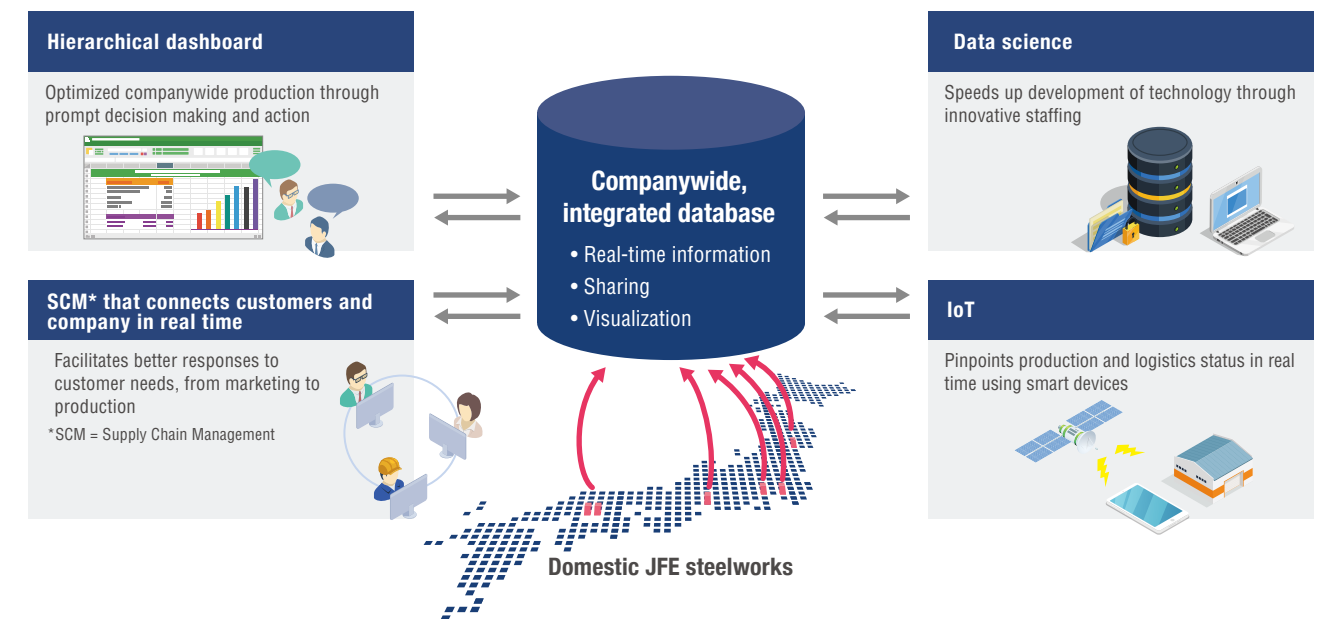 Hierarchical dashboard
Optimized companywide production through
prompt decision making and action
SCM* that connects customers and
company in real time
Facilitates better responses to
customer needs, from marketing to
production
*SCM = Supply Chain Management
Companywide,
integrated database
• Real-time information
• Sharing
• Visualization
Domestic JFE steelworks
Data science
Speeds up development of technology through
innovative staffing
IoT
Pinpoints production and logistics status in real
time using smart devices